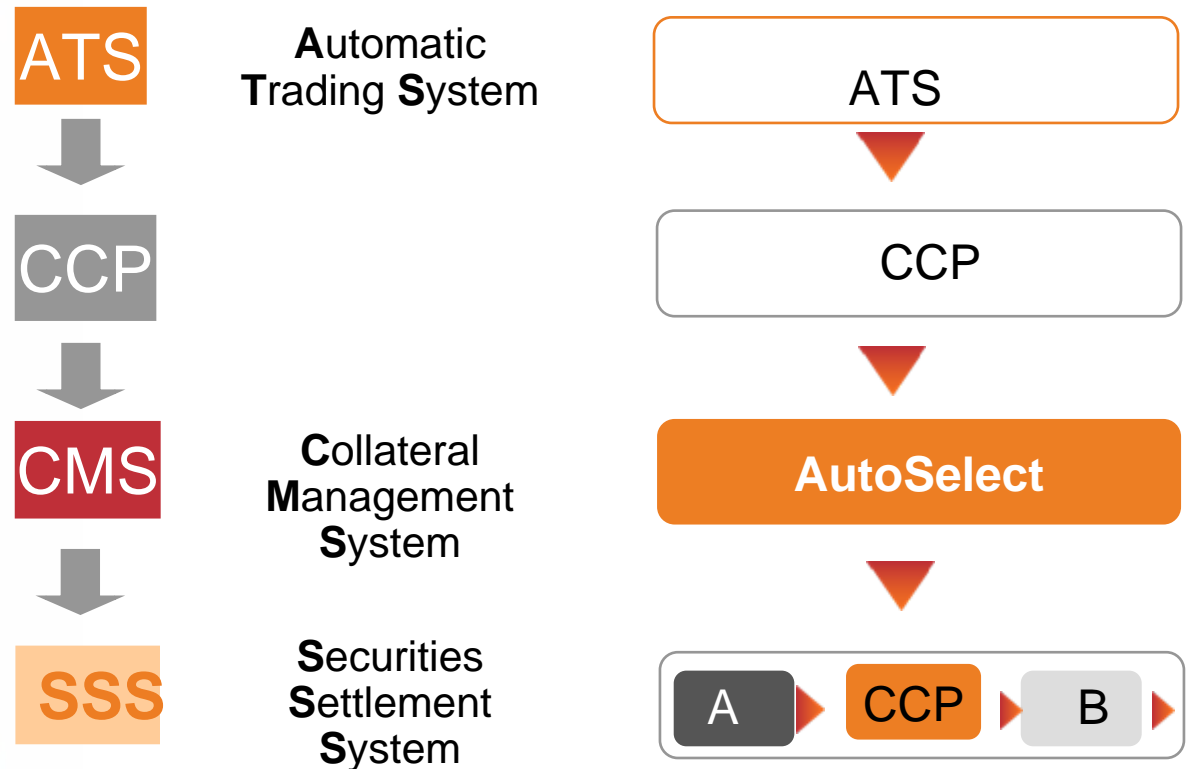 ATS
Automatic
Trading System
ATS
CCP
CCP
CMS
Collateral
Management
System
AutoSelect
SSS
Securities
Settlement
System
A
CCP
B